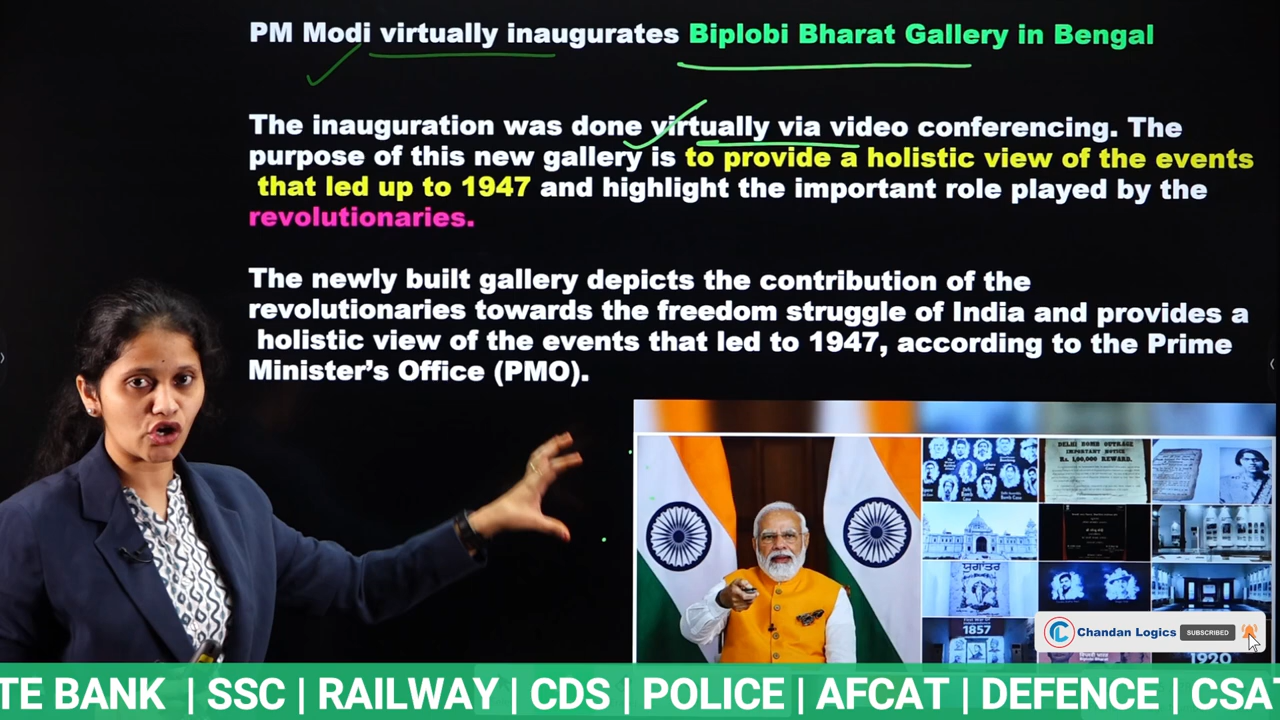 PM Modi virtually inaugurates Biplobi Bharat Gallery in Bengal
The inauguration was done virtually via video conferencing. The
purpose of this new gallery is to provide a holistic view of the events
that led up to 1947 and highlight the important role played by the
revolutionaries.
The newly built gallery depicts the contribution of the
revolutionaries towards the freedom struggle of India and provides a
holistic view of the events that led to 1947, according to the Prime
Minister's Office (PMO).
DELHI BOMB OUTRAGE
IMPORTANT NOTICE
Rs. 1,00,000 REWARD.
1857
Chandan Logics SUBSCRIBED
1920
TE BANK | SSC | RAILWAY | CDS | POLICE | AFCAT | DEFENCE | CSAT